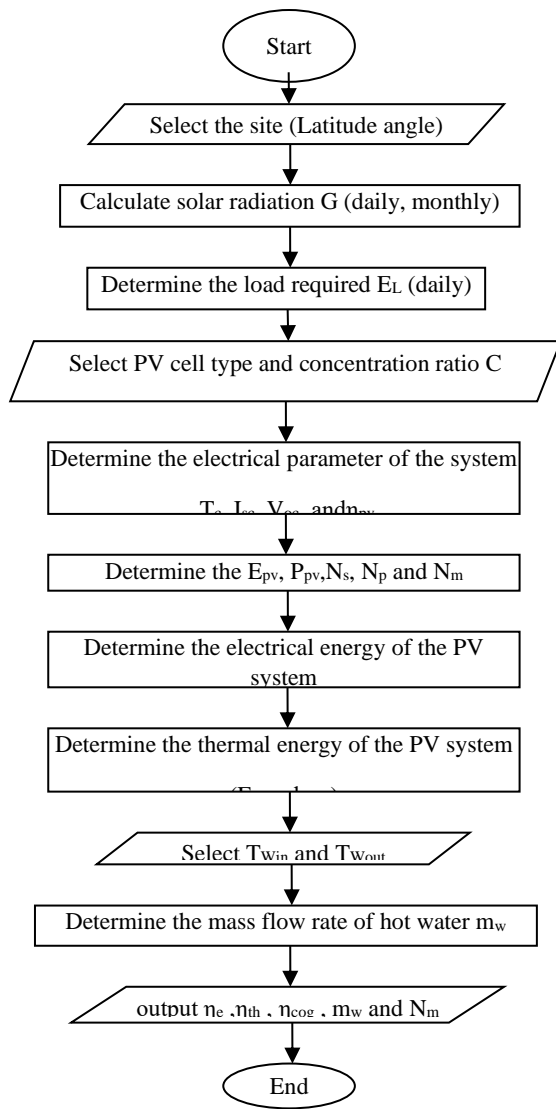 Start
Select the site (Latitude angle)
Calculate solar radiation G (daily, monthly)
Determine the load required EL (daily)
Select PV cell type and concentration ratio C
Determine the electrical parameter of the system
Tc, Isc, Voc, andηpv
Determine the Epv, Ppv,Ns, Np and Nm
Determine the electrical energy of the PV
system
Determine the thermal energy of the PV system
Select TWin and TWout
Determine the mass flow rate of hot water mw
output ηe ,ηth , ηcog , mw and Nm
End